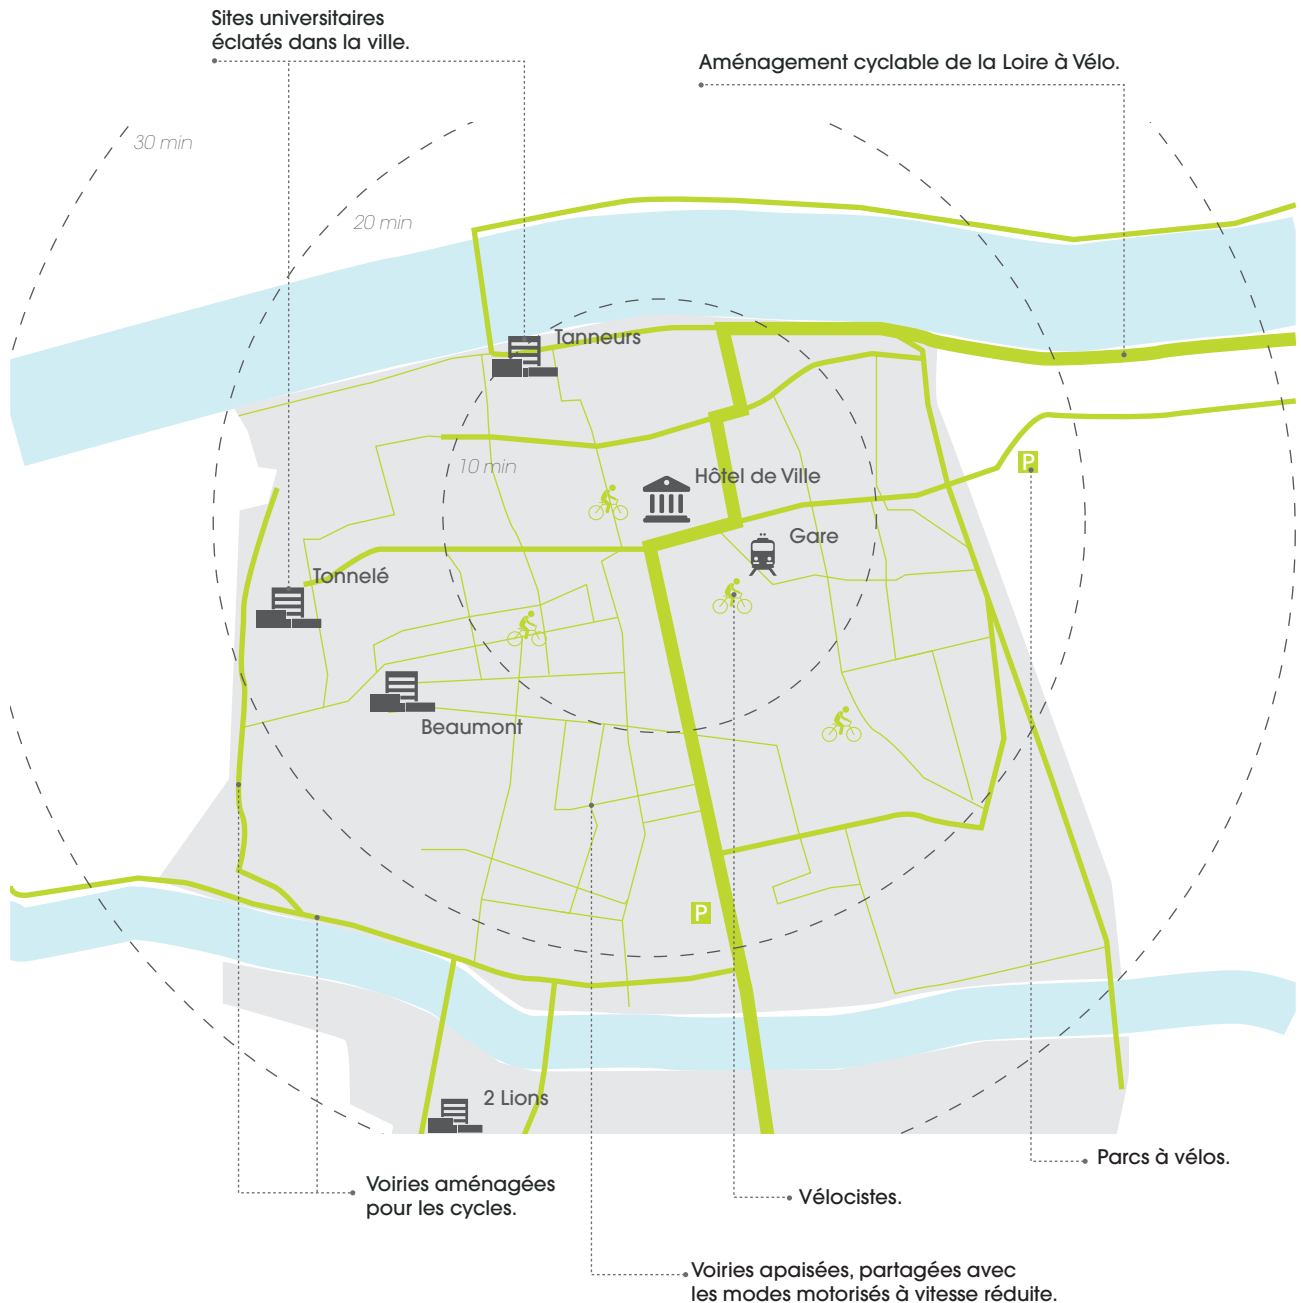 Sites universitaires
éclatés dans la ville.
Aménagement cyclable de la Loire à Vélo.
30 min
20 min
Tanneurs
10 min
P
Hôtel de Ville
Gare
Tonnelé
Beaumont
P
2 Lions
Parcs à vélos.
Voiries aménagées
pour les cycles.
Vélocistes.
Voiries apaisées, partagées avec
les modes motorisés à vitesse réduite.